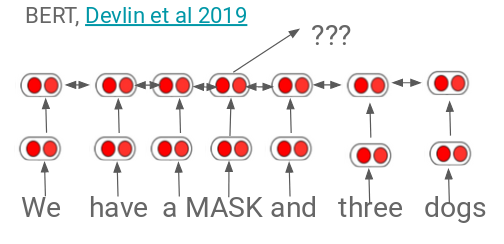 BERT, Devlin et al 2019
???
We have a MASK and three dogs